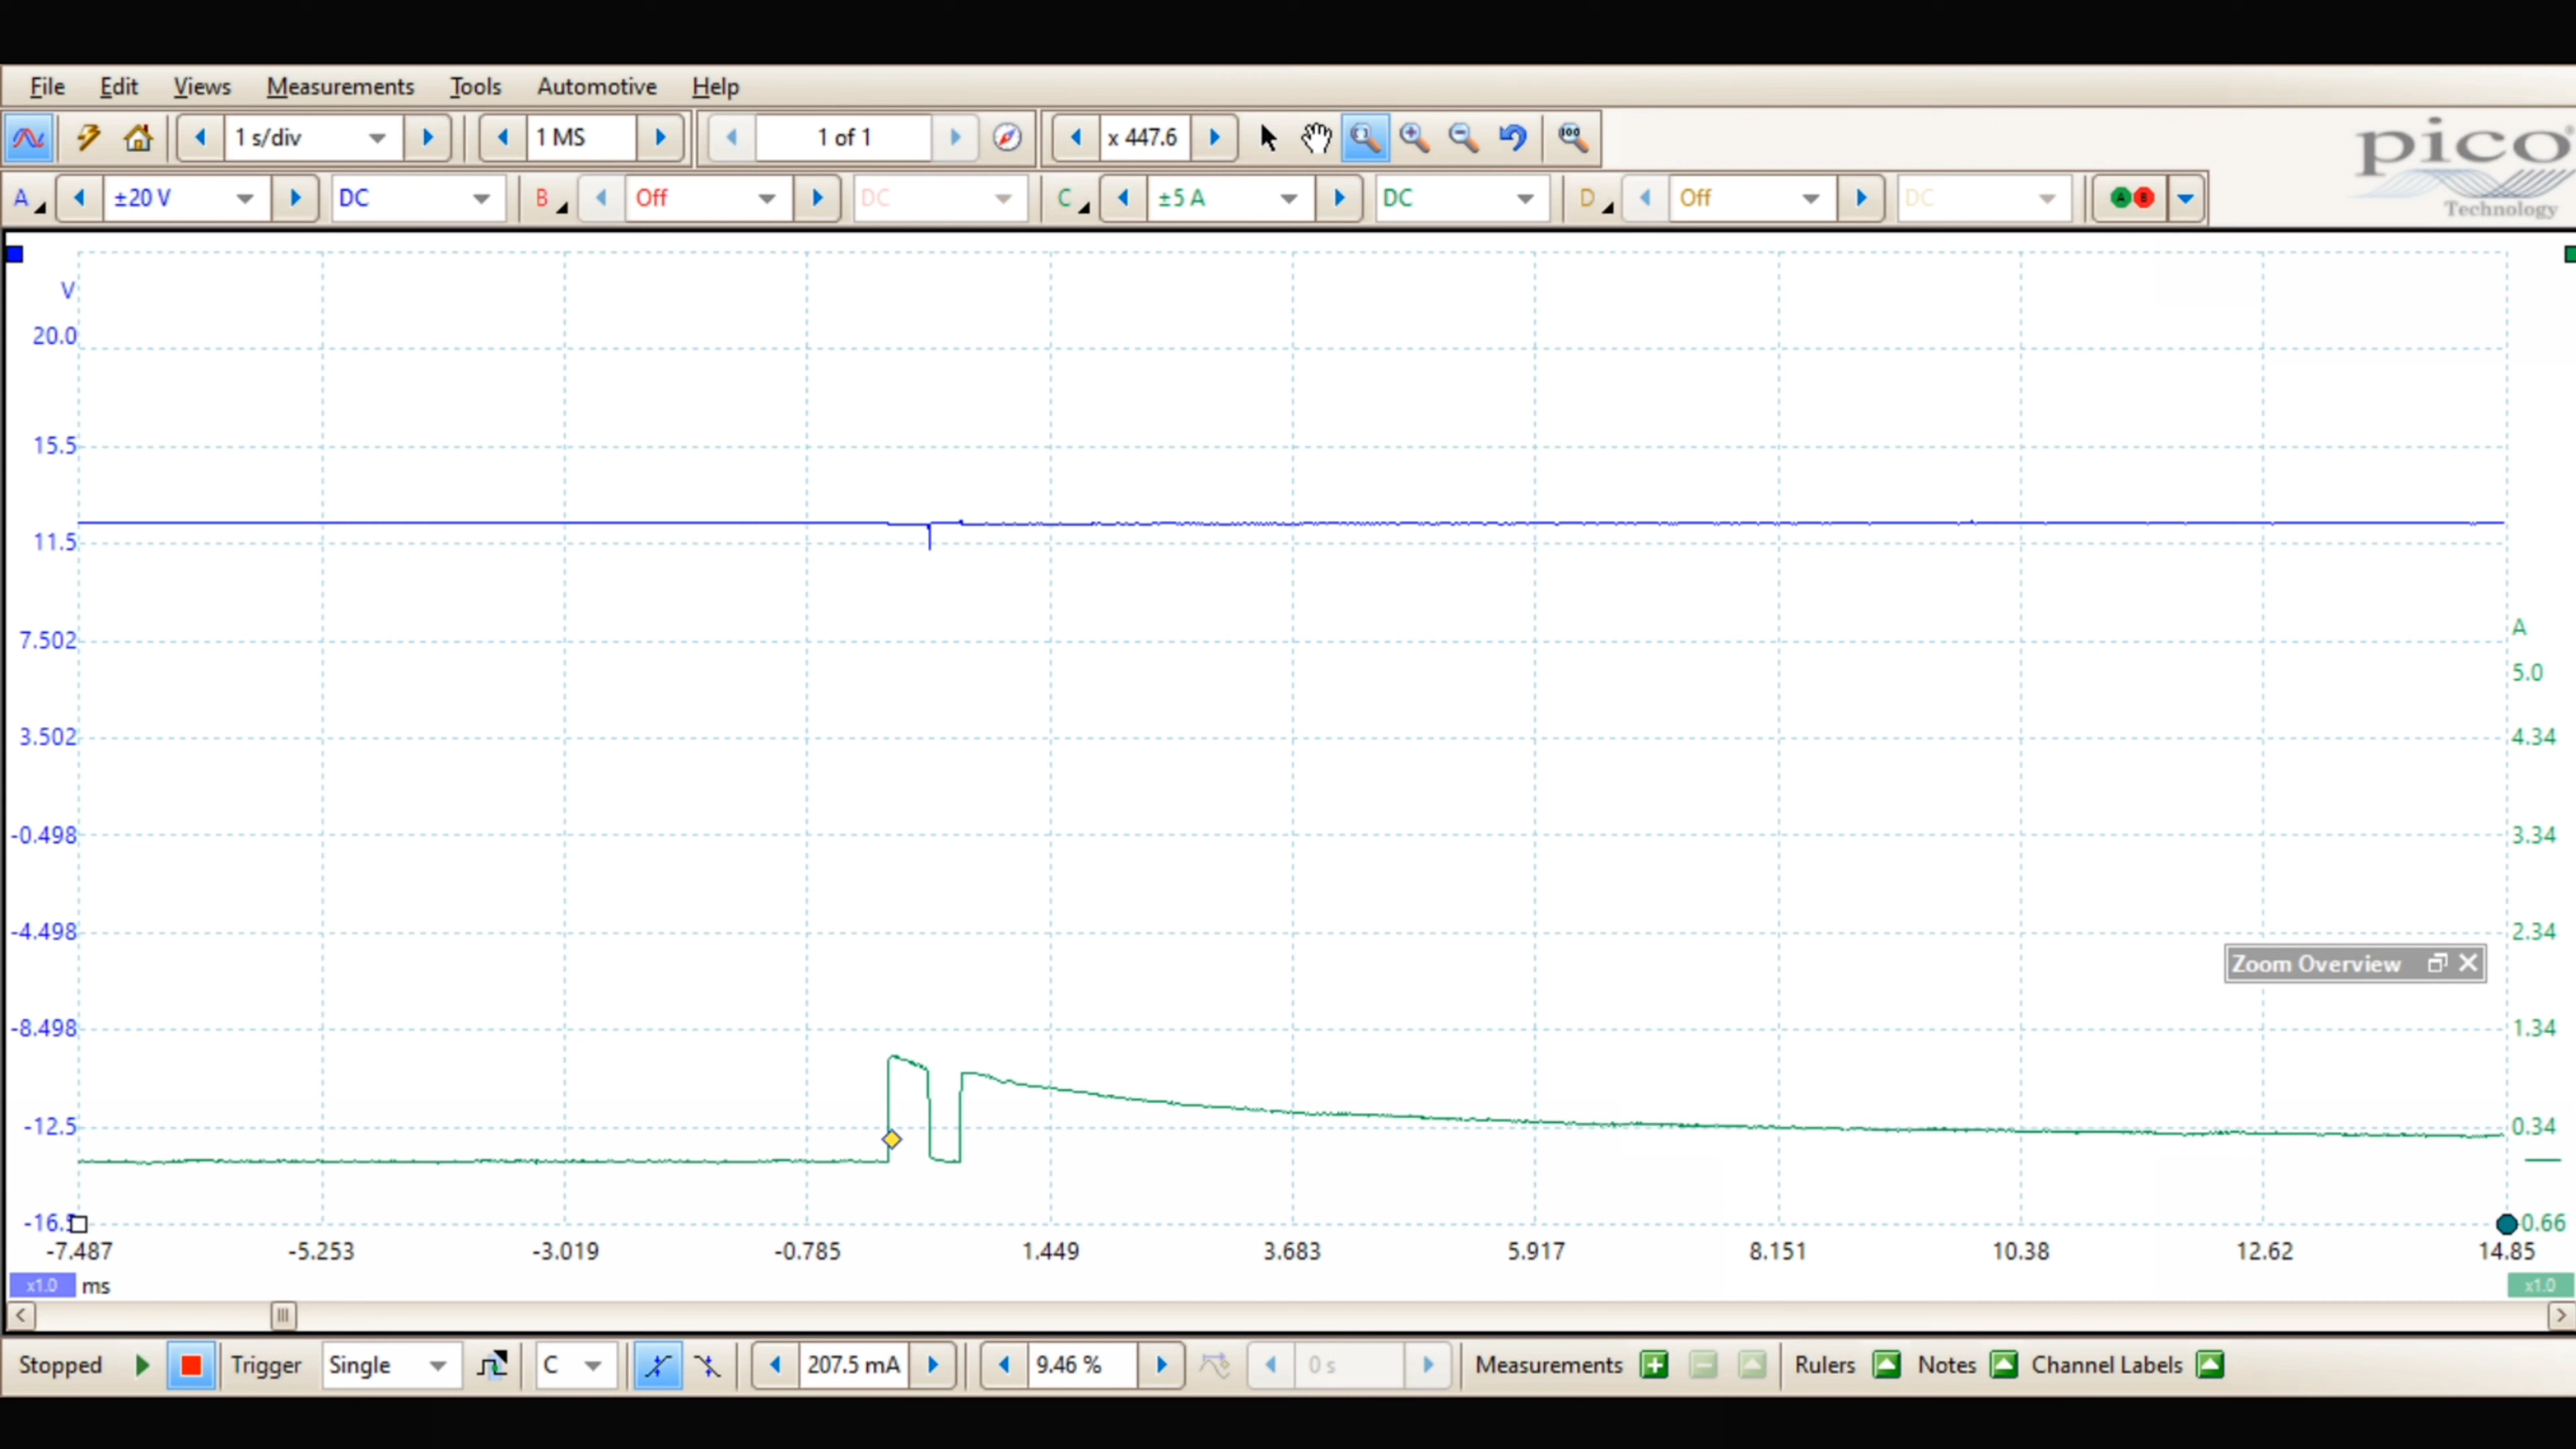 File Edit Views Measurements Tools Automotive Help
1 s/div 1 MS 1 of 1 x 447.6 100
pico
Technology
A ±20 V DC B Off DC C ±5 A DC D Off DC A B
V
20.0
15.5
11.5
7.502
3.502
-0.498
-4.498
-8.498
-12.5
-16.5
A
5.0
4.34
3.34
2.34
Zoom Overview
1.34
0.34
-0.66
-7.487 -5.253 -3.019 -0.785 1.449 3.683 5.917 8.151 10.38 12.62 14.85
x1.0 ms x1.0
Stopped Trigger Single C 207.5 mA 9.46 % 0 s Measurements Rulers Notes Channel Labels